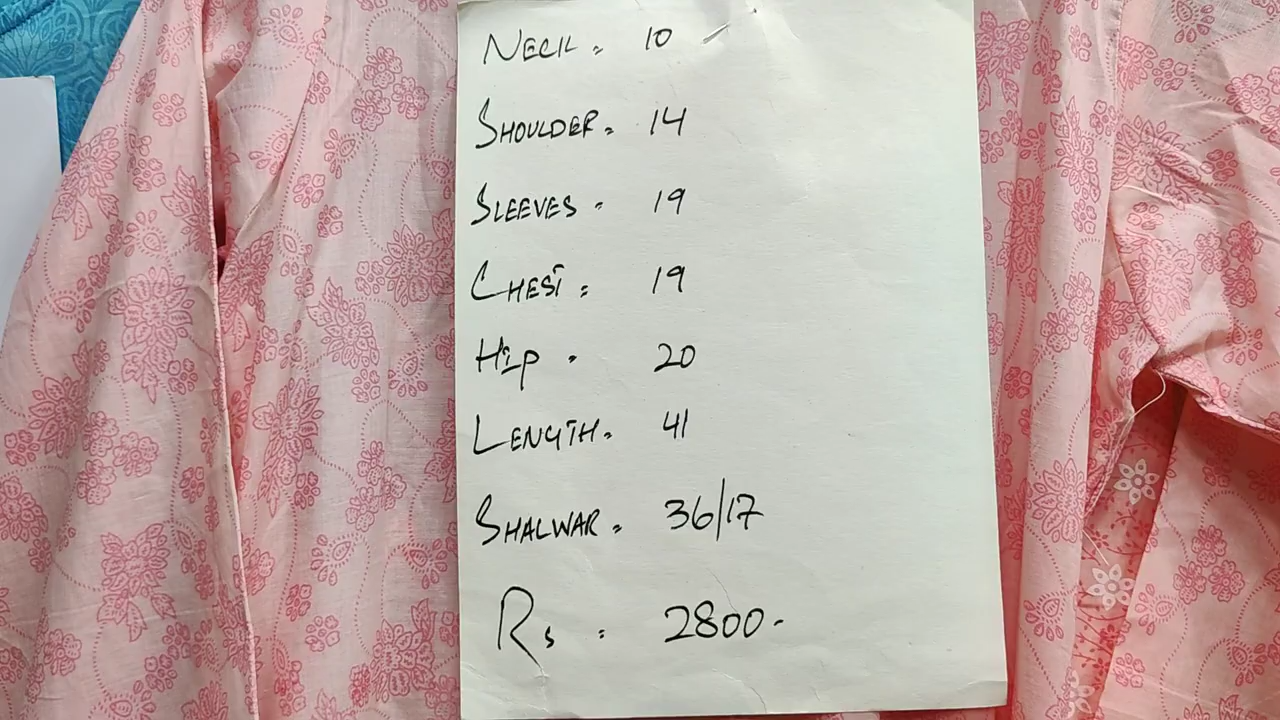 NECK = 10
SHOULDER = 14
SLEEVES = 19
CHEST = 19
HIP = 20
LENGTH = 41
SHALWAR = 36/17
Rs = 2800-